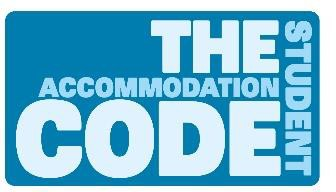 THE
STUDENT
ACCOMMODATION
CODE